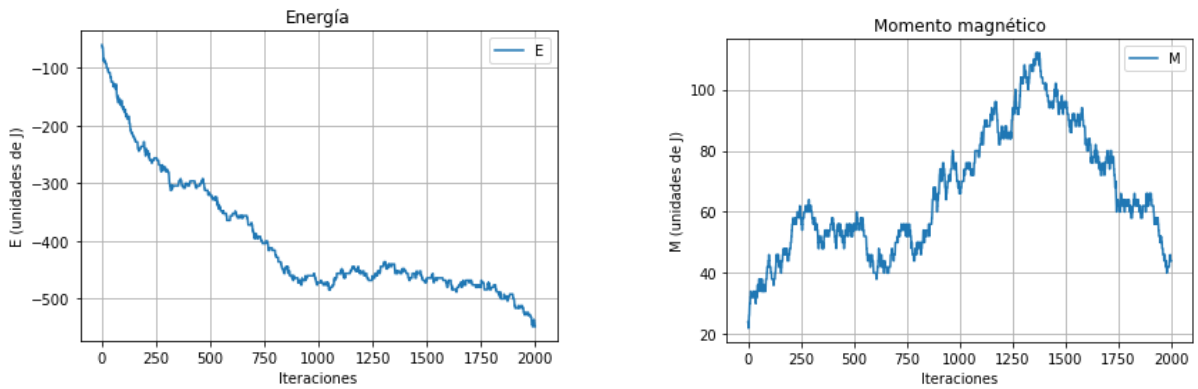 Energía
E
E (unidades de J)
−100
−200
−300
−400
−500
0 250 500 750 1000 1250 1500 1750 2000
Iteraciones
Momento magnético
M
M (unidades de J)
100
80
60
40
20
0 250 500 750 1000 1250 1500 1750 2000
Iteraciones